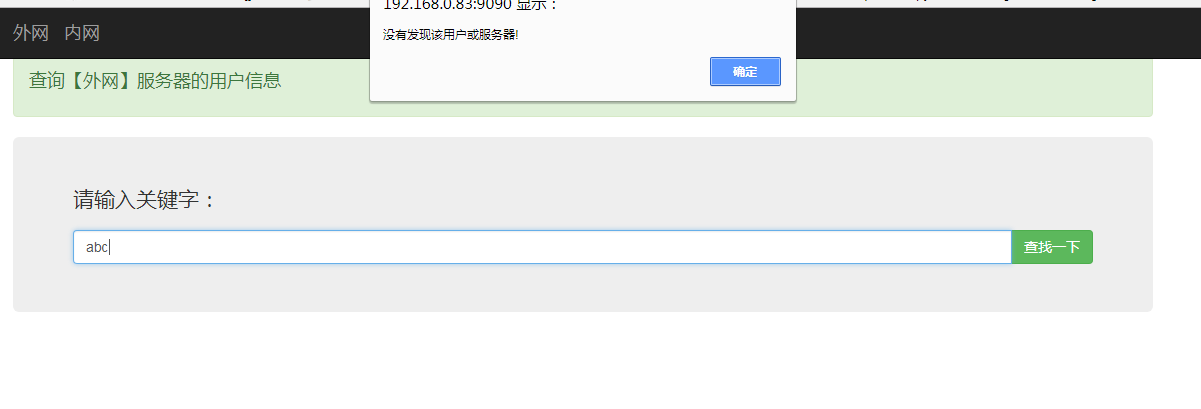 192.168.0.83:9090 显示：
没有发现该用户或服务器!
确定
外网 内网
查询【外网】服务器的用户信息
请输入关键字：
abc
查找一下